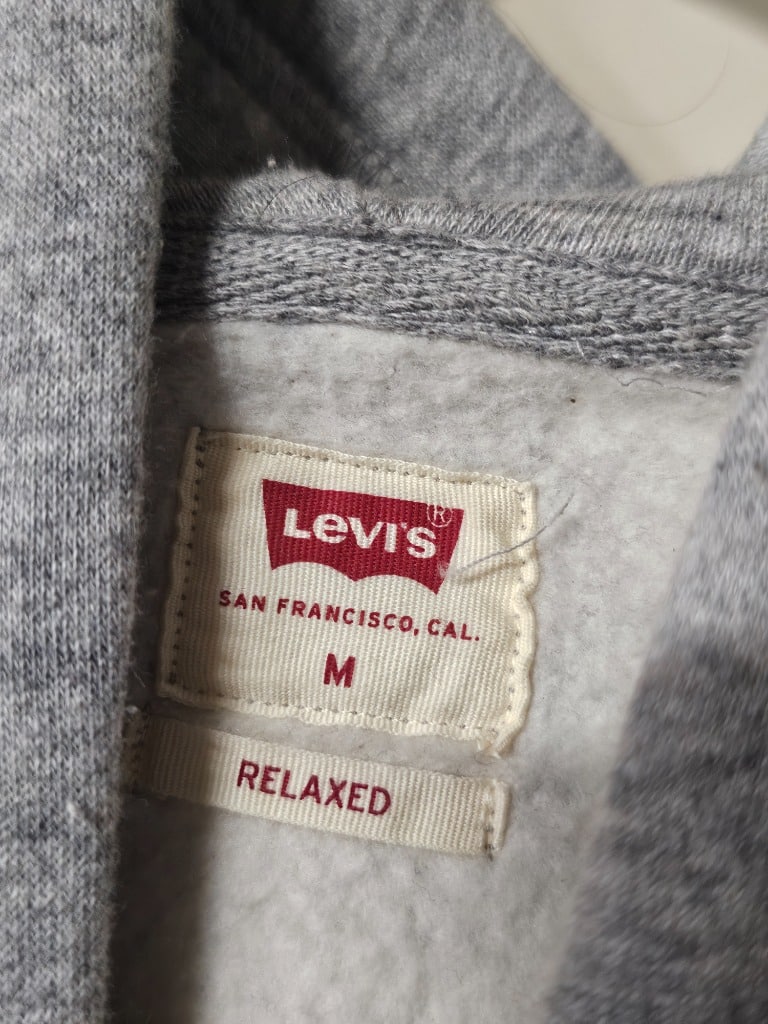 Levi's®
SAN FRANCISCO, CAL.
M
RELAXED